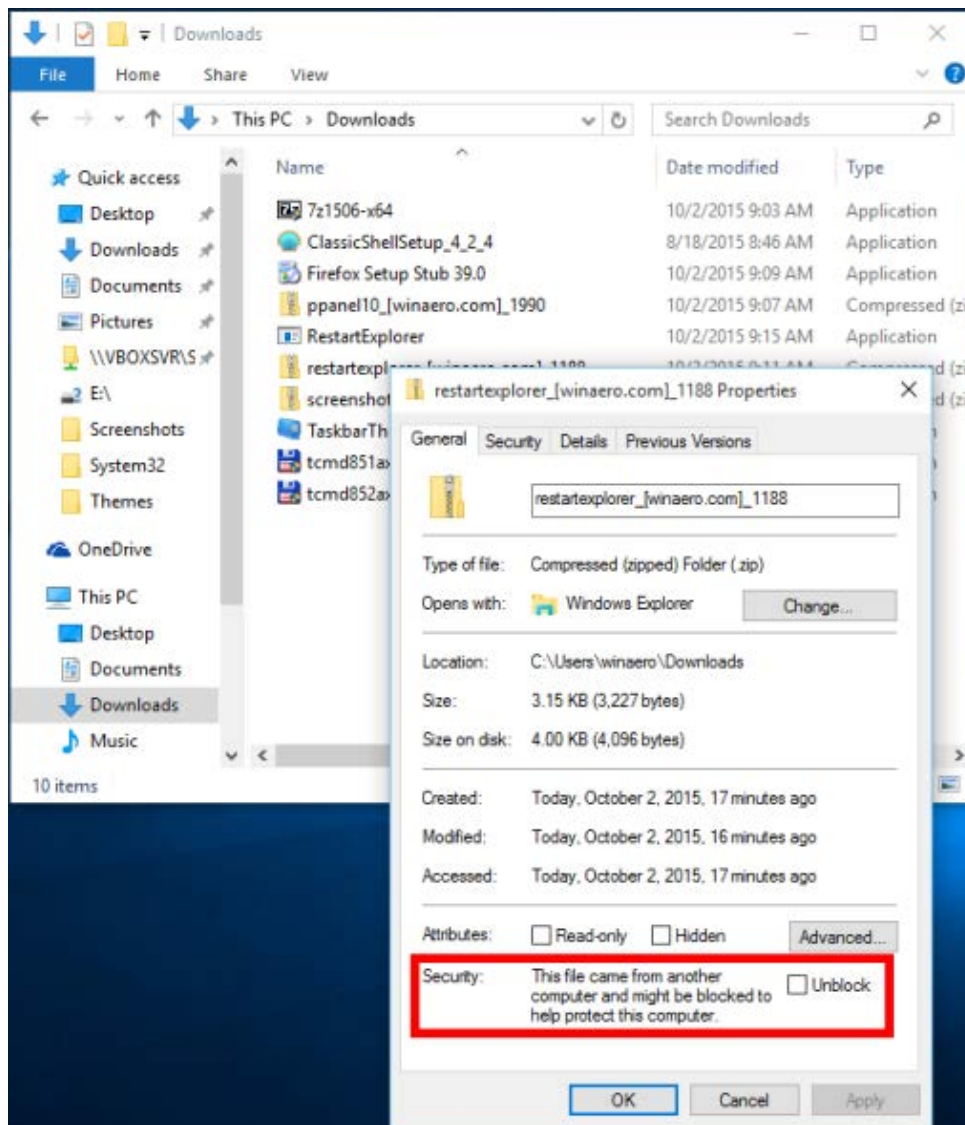 Downloads
File Home Share View
This PC > Downloads
Search Downloads
Name Date modified Type
Quick access
Desktop
Downloads
Documents
Pictures
\\VBOXSVR\S
E:\
Screenshots
System32
Themes
OneDrive
This PC
Desktop
Documents
Downloads
Music
7z1506-x64 10/2/2015 9:03 AM Application
ClassicShellSetup_4_2_4 8/18/2015 8:46 AM Application
Firefox Setup Stub 39.0 10/2/2015 9:09 AM Application
ppanel10_[winaero.com]_1990 10/2/2015 9:07 AM Compressed (zi
RestartExplorer 10/2/2015 9:15 AM Application
restartexpl
screenshot
TaskbarTh
tcmd851ax
tcmd852ax
10 items
restartexplorer_[winaero.com]_1188 Properties
General Security Details Previous Versions
restartexplorer_[winaero.com]_1188
Type of file: Compressed (zipped) Folder (.zip)
Opens with: Windows Explorer Change...
Location: C:\Users\winaero\Downloads
Size: 3.15 KB (3,227 bytes)
Size on disk: 4.00 KB (4,096 bytes)
Created: Today, October 2, 2015, 17 minutes ago
Modified: Today, October 2, 2015, 16 minutes ago
Accessed: Today, October 2, 2015, 17 minutes ago
Attributes: Read-only Hidden Advanced...
Security: This file came from another
computer and might be blocked to
help protect this computer.
Unblock
OK Cancel Apply